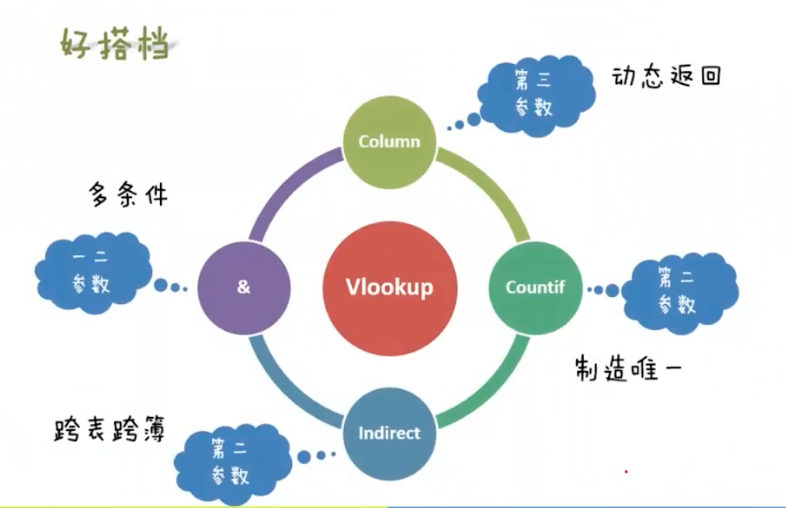 好搭档
第三
参数
动态返回
Column
多条件
一二
参数
&
Vlookup
Countif
第二
参数
制造唯一
跨表跨簿
第二
参数
Indirect